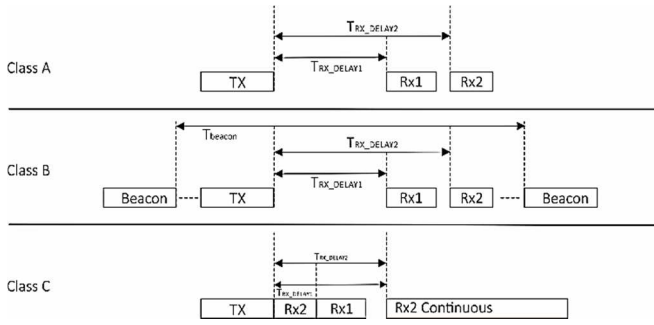 TRX_DELAY2
Class A
TRX_DELAY1
TX
Rx1
Rx2
Tbeacon
TRX_DELAY2
Class B
TRX_DELAY1
Beacon
TX
Rx1
Rx2
Beacon
TRX_DELAY2
Class C
TRX_DELAY1
TX
Rx2
Rx1
Rx2 Continuous